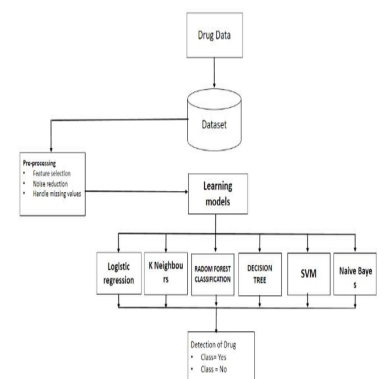 Drug Data
Dataset
Pre-processing
• Feature selection
• Noise reduction
• Handle missing values
Learning
models
Logistic
regression
K Neighbou
rs
RADOM FOREST
CLASSIFICATION
DECISION
TREE
SVM
Naive Baye
s
Detection of Drug
• Class= Yes
• Class = No